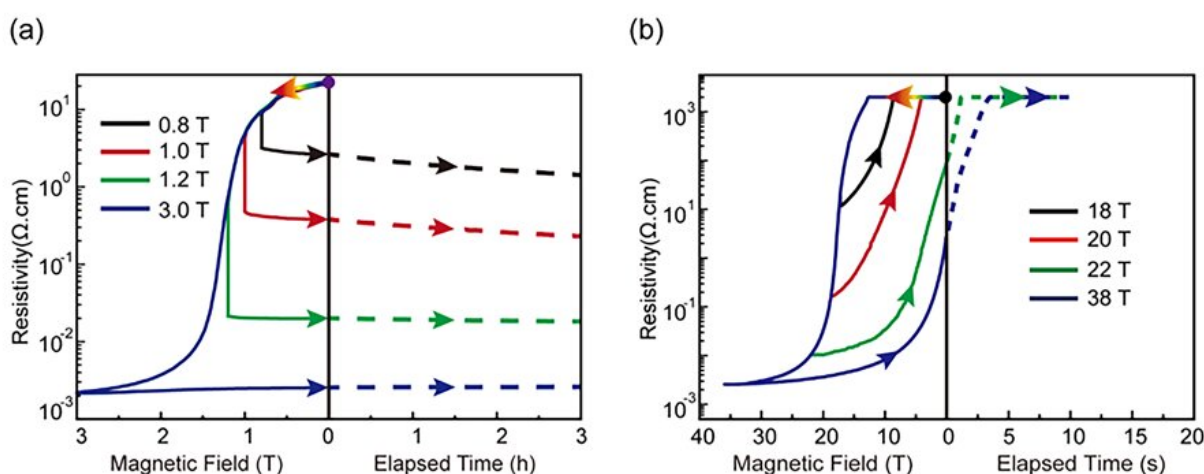 (a)
(b)
10¹
10⁰
10⁻¹
10⁻²
10⁻³
Resistivity(Ω.cm)
0.8 T
1.0 T
1.2 T
3.0 T
3 2 1 0 1 2 3
Magnetic Field (T) Elapsed Time (h)
10³
10¹
10⁻¹
10⁻³
Resistivity(Ω.cm)
18 T
20 T
22 T
38 T
40 30 20 10 0 5 10 15 20
Magnetic Field (T) Elapsed Time (s)